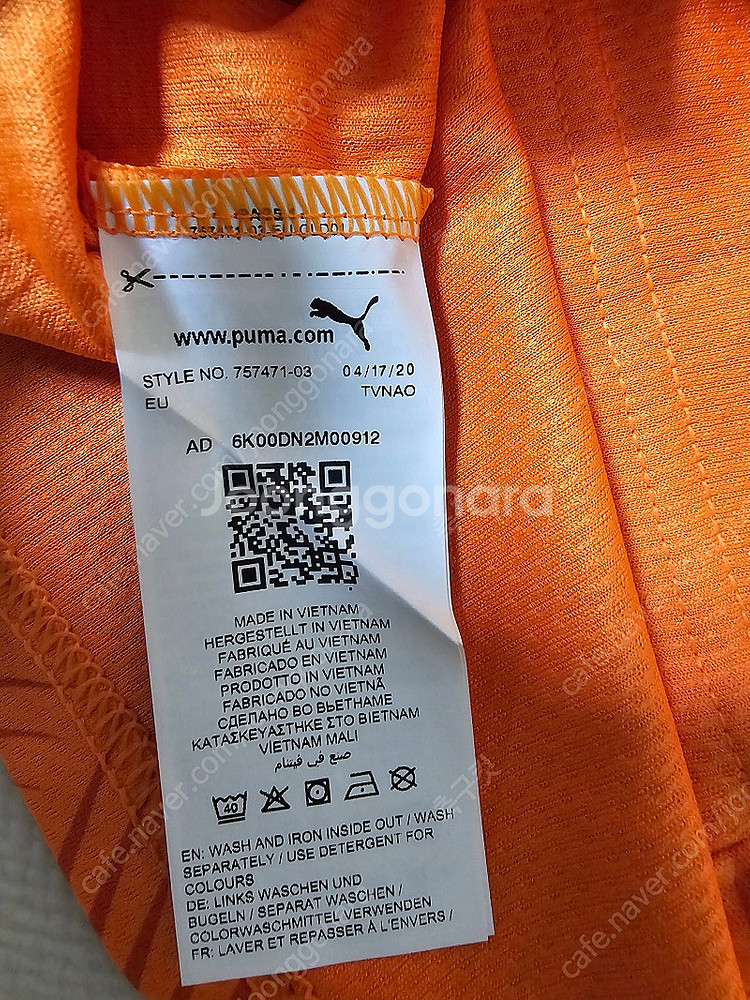 www.puma.com
STYLE NO. 757471-03 04/17/20
EU TVNAO
AD 6K00DN2M00912
Joonggonara
MADE IN VIETNAM
HERGESTELLT IN VIETNAM
FABRIQUÉ AU VIETNAM
FABRICADO EN VIETNAM
PRODOTTO IN VIETNAM
FABRICADO NO VIETNÃ
СДЕЛАНО ВО ВЬЕТНАМЕ
ΚΑΤΑΣΚΕΥΑΣΤΗΚΕ ΣΤΟ ΒΙΕΤΝΑΜ
VİETNAM MALI
صنع في فيتنام
40
EN: WASH AND IRON INSIDE OUT / WASH
SEPARATELY / USE DETERGENT FOR
COLOURS
DE: LINKS WASCHEN UND
BUGELN / SEPARAT WASCHEN /
COLORWASCHMITTEL VERWENDEN
FR: LAVER ET REPASSER À L'ENVERS /